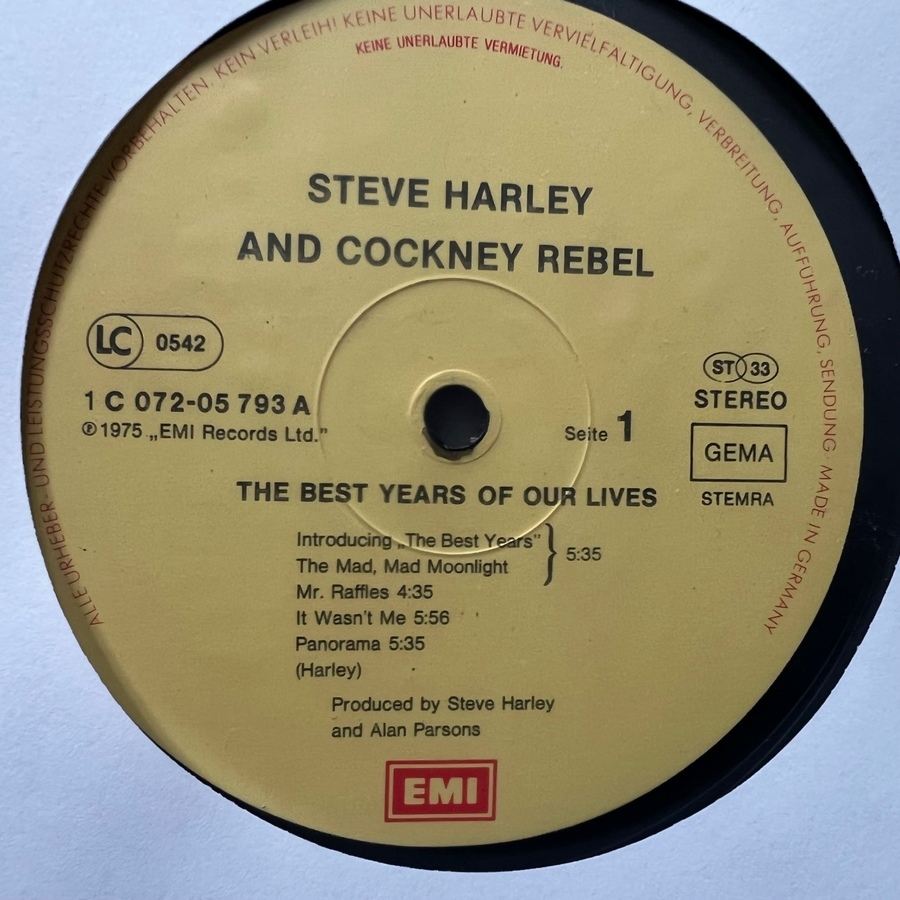 ALLE URHEBER- UND LEISTUNGSSCHUTZRECHTE VORBEHALTEN. KEIN VERLEIH! KEINE UNERLAUBTE VERVIELFÄLTIGUNG, VERBREITUNG, AUFFÜHRUNG, SENDUNG · MADE IN GERMANY
KEINE UNERLAUBTE VERMIETUNG.
STEVE HARLEY
AND COCKNEY REBEL
LC 0542
ST 33
1 C 072-05 793 A
STEREO
℗ 1975 „EMI Records Ltd."
Seite 1
GEMA
STEMRA
THE BEST YEARS OF OUR LIVES
Introducing „The Best Years"
The Mad, Mad Moonlight
} 5:35
Mr. Raffles 4:35
It Wasn't Me 5:56
Panorama 5:35
(Harley)
Produced by Steve Harley
and Alan Parsons
EMI